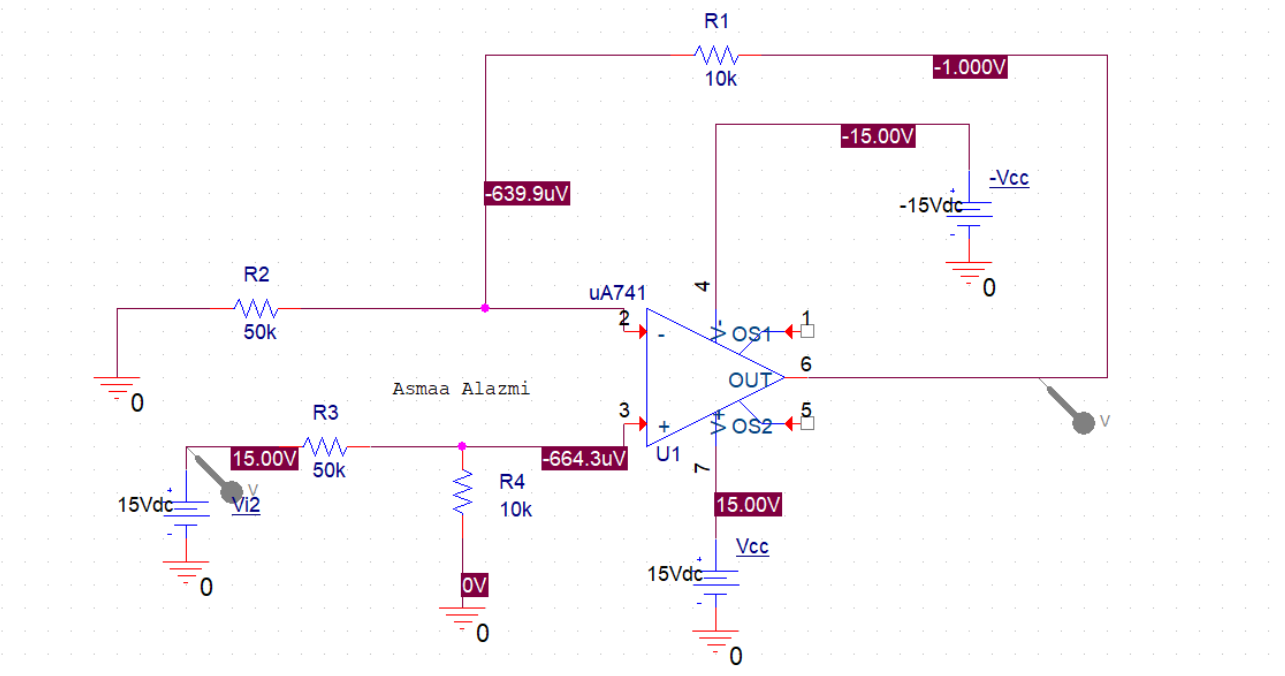 R1
10k
-1.000V
-15.00V
-Vcc
-15Vdc
0
-639.9uV
R2
50k
0
uA741
4
2
-
V-
OS1
1
OUT
6
3
+
V+
OS2
5
U1
7
V
Asmaa Alazmi
R3
50k
15.00V
-664.3uV
V
15Vdc
Vi2
0
R4
10k
0V
0
15.00V
Vcc
15Vdc
0